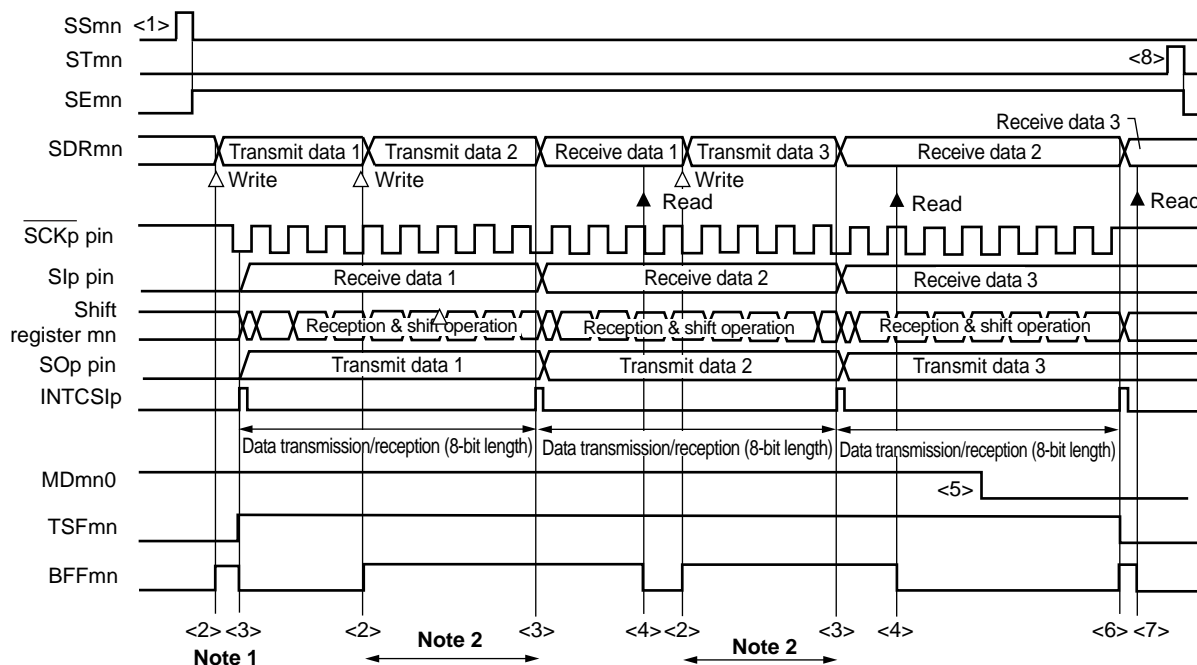 SSmn <1>
STmn <8>
SEmn
Receive data 3
SDRmn Transmit data 1 Transmit data 2 Receive data 1 Transmit data 3 Receive data 2
Write Write Write
Read Read Read
SCKp pin
SIp pin Receive data 1 Receive data 2 Receive data 3
Shift
register mn Reception & shift operation Reception & shift operation Reception & shift operation
SOp pin Transmit data 1 Transmit data 2 Transmit data 3
INTCSIp
Data transmission/reception (8-bit length) Data transmission/reception (8-bit length) Data transmission/reception (8-bit length)
MDmn0 <5>
TSFmn
BFFmn
<2> <3> <2> <3> <4> <2> <3> <4> <6> <7>
Note 1 Note 2 Note 2